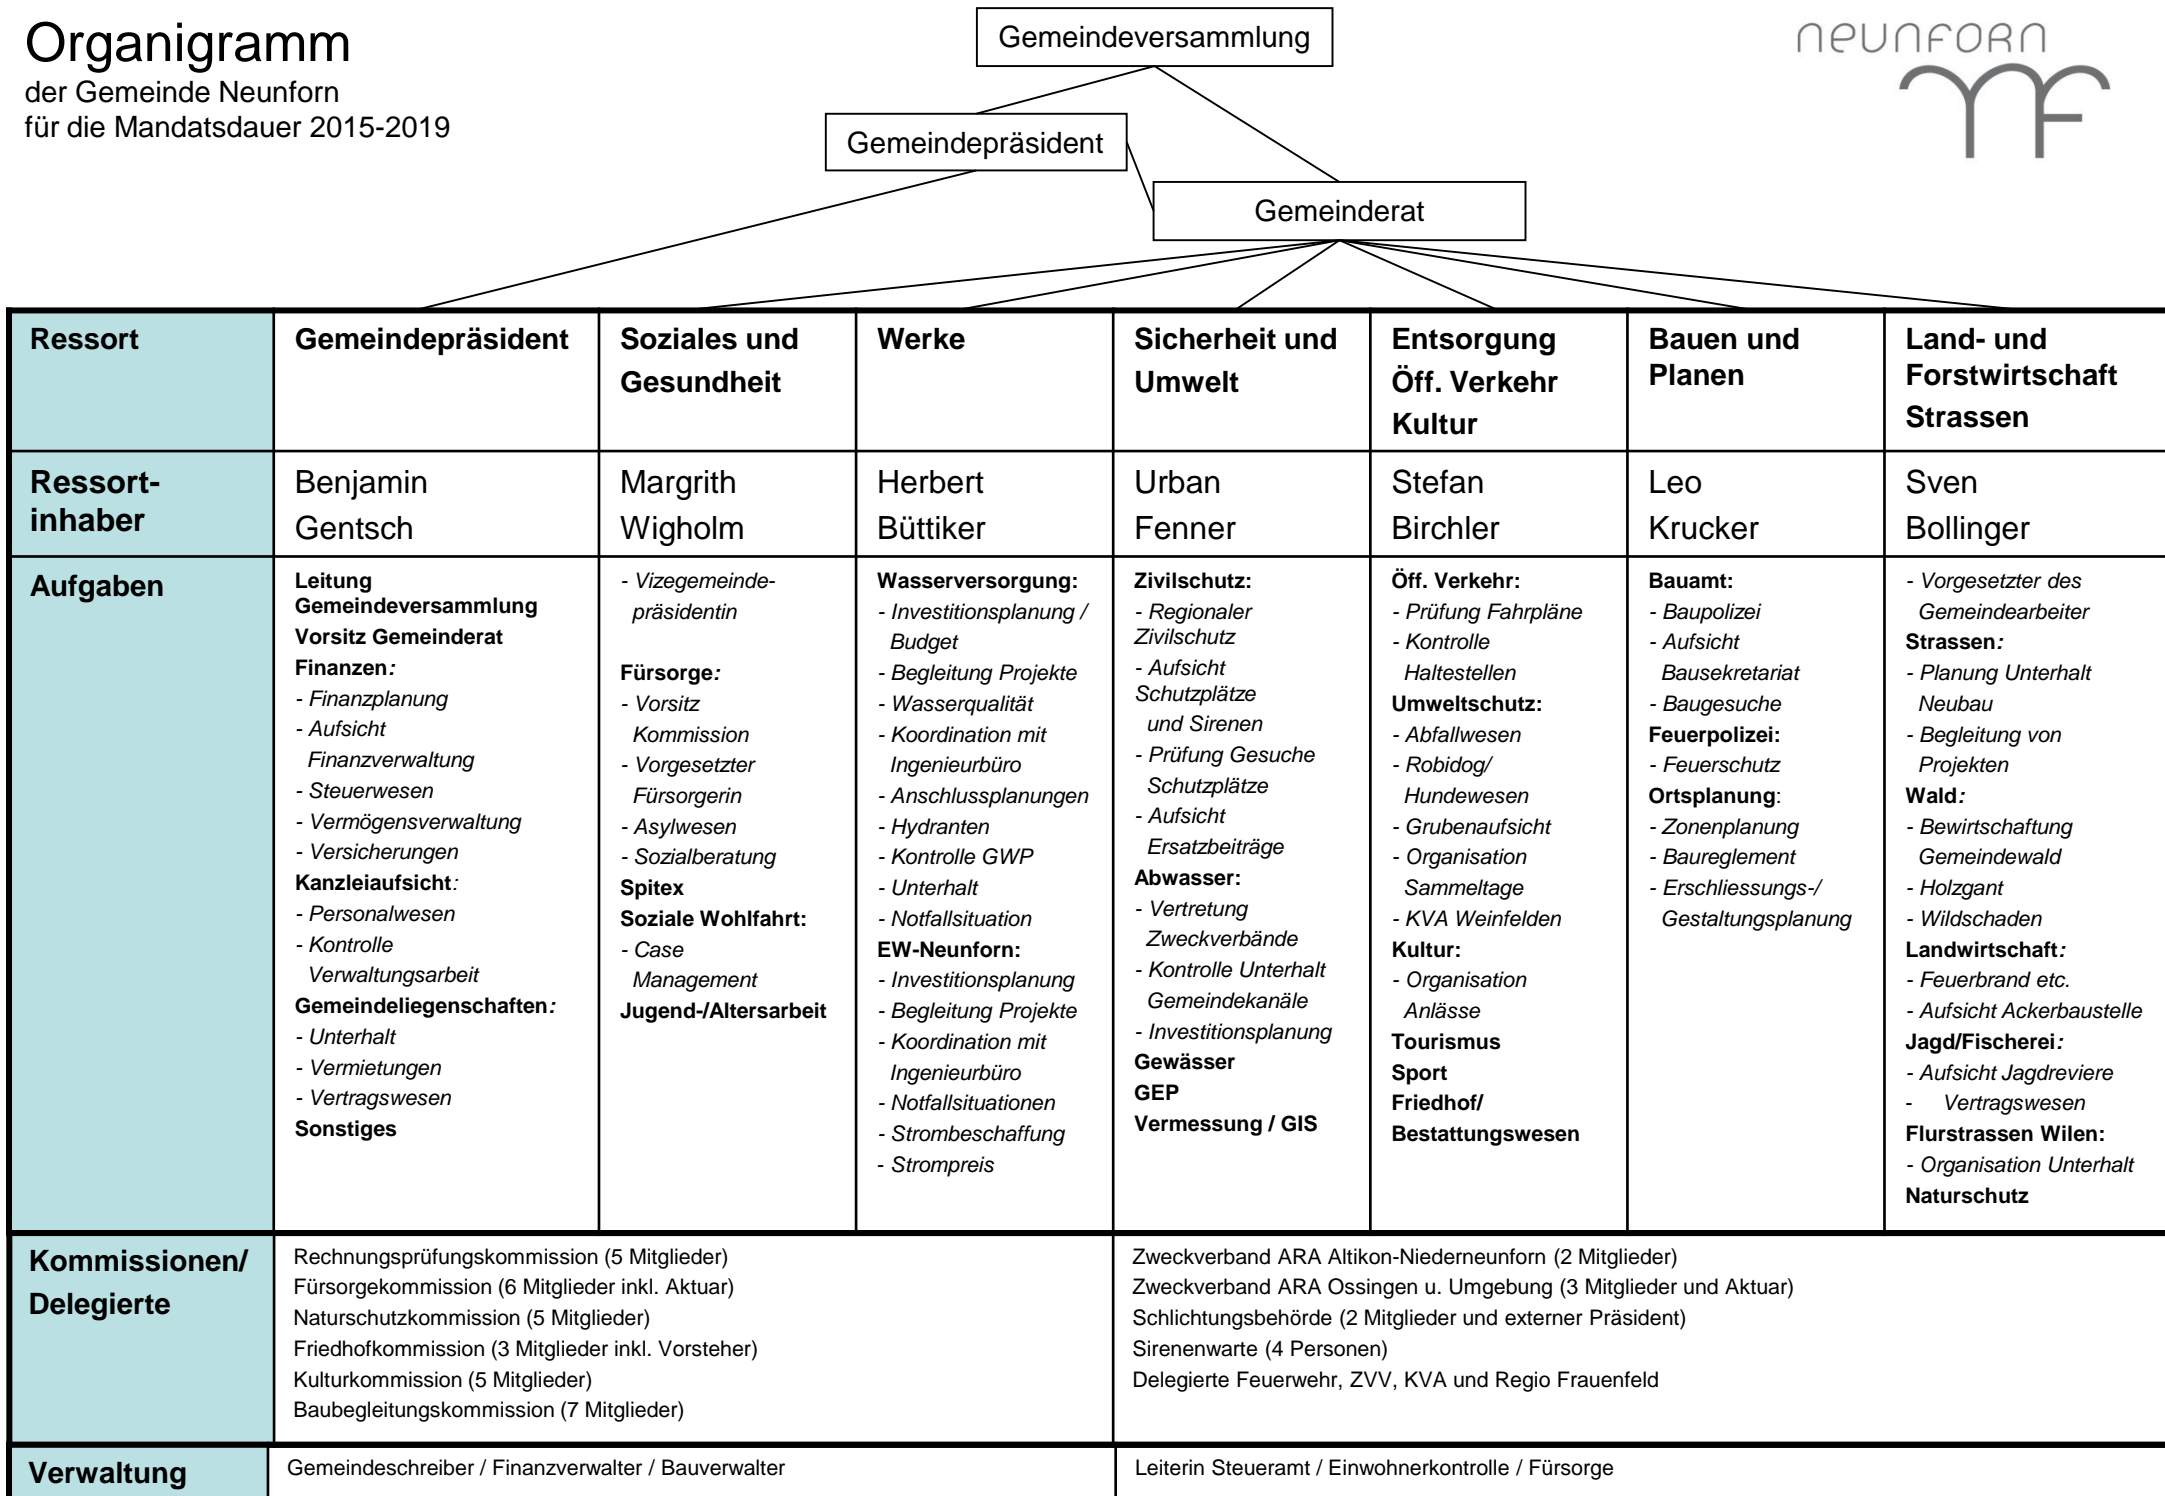 Organigramm
der Gemeinde Neunforn
für die Mandatsdauer 2015-2019
Gemeindeversammlung
Gemeindepräsident
Gemeinderat
neunforn
Ressort
Gemeindepräsident
Soziales und
Gesundheit
Werke
Sicherheit und
Umwelt
Entsorgung
Öff. Verkehr
Kultur
Bauen und
Planen
Land- und
Forstwirtschaft
Strassen
Ressort-
inhaber
Benjamin
Gentsch
Margrith
Wigholm
Herbert
Büttiker
Urban
Fenner
Stefan
Birchler
Leo
Krucker
Sven
Bollinger
Aufgaben
Leitung
Gemeindeversammlung
Vorsitz Gemeinderat
Finanzen:
- Finanzplanung
- Aufsicht
Finanzverwaltung
- Steuerwesen
- Vermögensverwaltung
- Versicherungen
Kanzleiaufsicht:
- Personalwesen
- Kontrolle
Verwaltungsarbeit
Gemeindeliegenschaften:
- Unterhalt
- Vermietungen
- Vertragswesen
Sonstiges
- Vizegemeinde-
präsidentin
Fürsorge:
- Vorsitz
Kommission
- Vorgesetzter
Fürsorgerin
- Asylwesen
- Sozialberatung
Spitex
Soziale Wohlfahrt:
- Case
Management
Jugend-/Altersarbeit
Wasserversorgung:
- Investitionsplanung /
Budget
- Begleitung Projekte
- Wasserqualität
- Koordination mit
Ingenieurbüro
- Anschlussplanungen
- Hydranten
- Kontrolle GWP
- Unterhalt
- Notfallsituation
EW-Neunforn:
- Investitionsplanung
- Begleitung Projekte
- Koordination mit
Ingenieurbüro
- Notfallsituationen
- Strombeschaffung
- Strompreis
Zivilschutz:
- Regionaler
Zivilschutz
- Aufsicht
Schutzplätze
und Sirenen
- Prüfung Gesuche
Schutzplätze
- Aufsicht
Ersatzbeiträge
Abwasser:
- Vertretung
Zweckverbände
- Kontrolle Unterhalt
Gemeindekanäle
- Investitionsplanung
Gewässer
GEP
Vermessung / GIS
Öff. Verkehr:
- Prüfung Fahrpläne
- Kontrolle
Haltestellen
Umweltschutz:
- Abfallwesen
- Robidog/
Hundewesen
- Grubenaufsicht
- Organisation
Sammeltage
- KVA Weinfelden
Kultur:
- Organisation
Anlässe
Tourismus
Sport
Friedhof/
Bestattungswesen
Bauamt:
- Baupolizei
- Aufsicht
Bausekretariat
- Baugesuche
Feuerpolizei:
- Feuerschutz
Ortsplanung:
- Zonenplanung
- Baureglement
- Erschliessungs-/
Gestaltungsplanung
- Vorgesetzter des
Gemeindearbeiter
Strassen:
- Planung Unterhalt
Neubau
- Begleitung von
Projekten
Wald:
- Bewirtschaftung
Gemeindewald
- Holzgant
- Wildschaden
Landwirtschaft:
- Feuerbrand etc.
- Aufsicht Ackerbaustelle
Jagd/Fischerei:
- Aufsicht Jagdreviere
- Vertragswesen
Flurstrassen Wilen:
- Organisation Unterhalt
Naturschutz
Kommissionen/
Delegierte
Rechnungsprüfungskommission (5 Mitglieder)
Fürsorgekommission (6 Mitglieder inkl. Aktuar)
Naturschutzkommission (5 Mitglieder)
Friedhofkommission (3 Mitglieder inkl. Vorsteher)
Kulturkommission (5 Mitglieder)
Baubegleitungskommission (7 Mitglieder)
Zweckverband ARA Altikon-Niederneunforn (2 Mitglieder)
Zweckverband ARA Ossingen u. Umgebung (3 Mitglieder und Aktuar)
Schlichtungsbehörde (2 Mitglieder und externer Präsident)
Sirenenwarte (4 Personen)
Delegierte Feuerwehr, ZVV, KVA und Regio Frauenfeld
Verwaltung
Gemeindeschreiber / Finanzverwalter / Bauverwalter
Leiterin Steueramt / Einwohnerkontrolle / Fürsorge